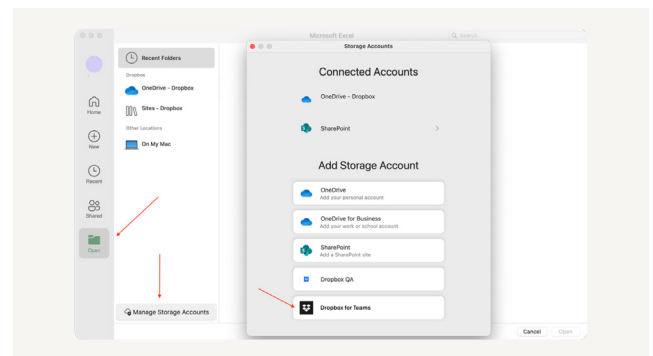 Microsoft Excel
Search
Home
New
Recent
Shared
Open
Recent Folders
Dropbox
OneDrive - Dropbox
Sites - Dropbox
Other Locations
On My Mac
Manage Storage Accounts
Storage Accounts
Connected Accounts
OneDrive - Dropbox
SharePoint
Add Storage Account
OneDrive
Add your personal account
OneDrive for Business
Add your work or school account
SharePoint
Add a SharePoint site
Dropbox QA
Dropbox for Teams
Cancel
Open